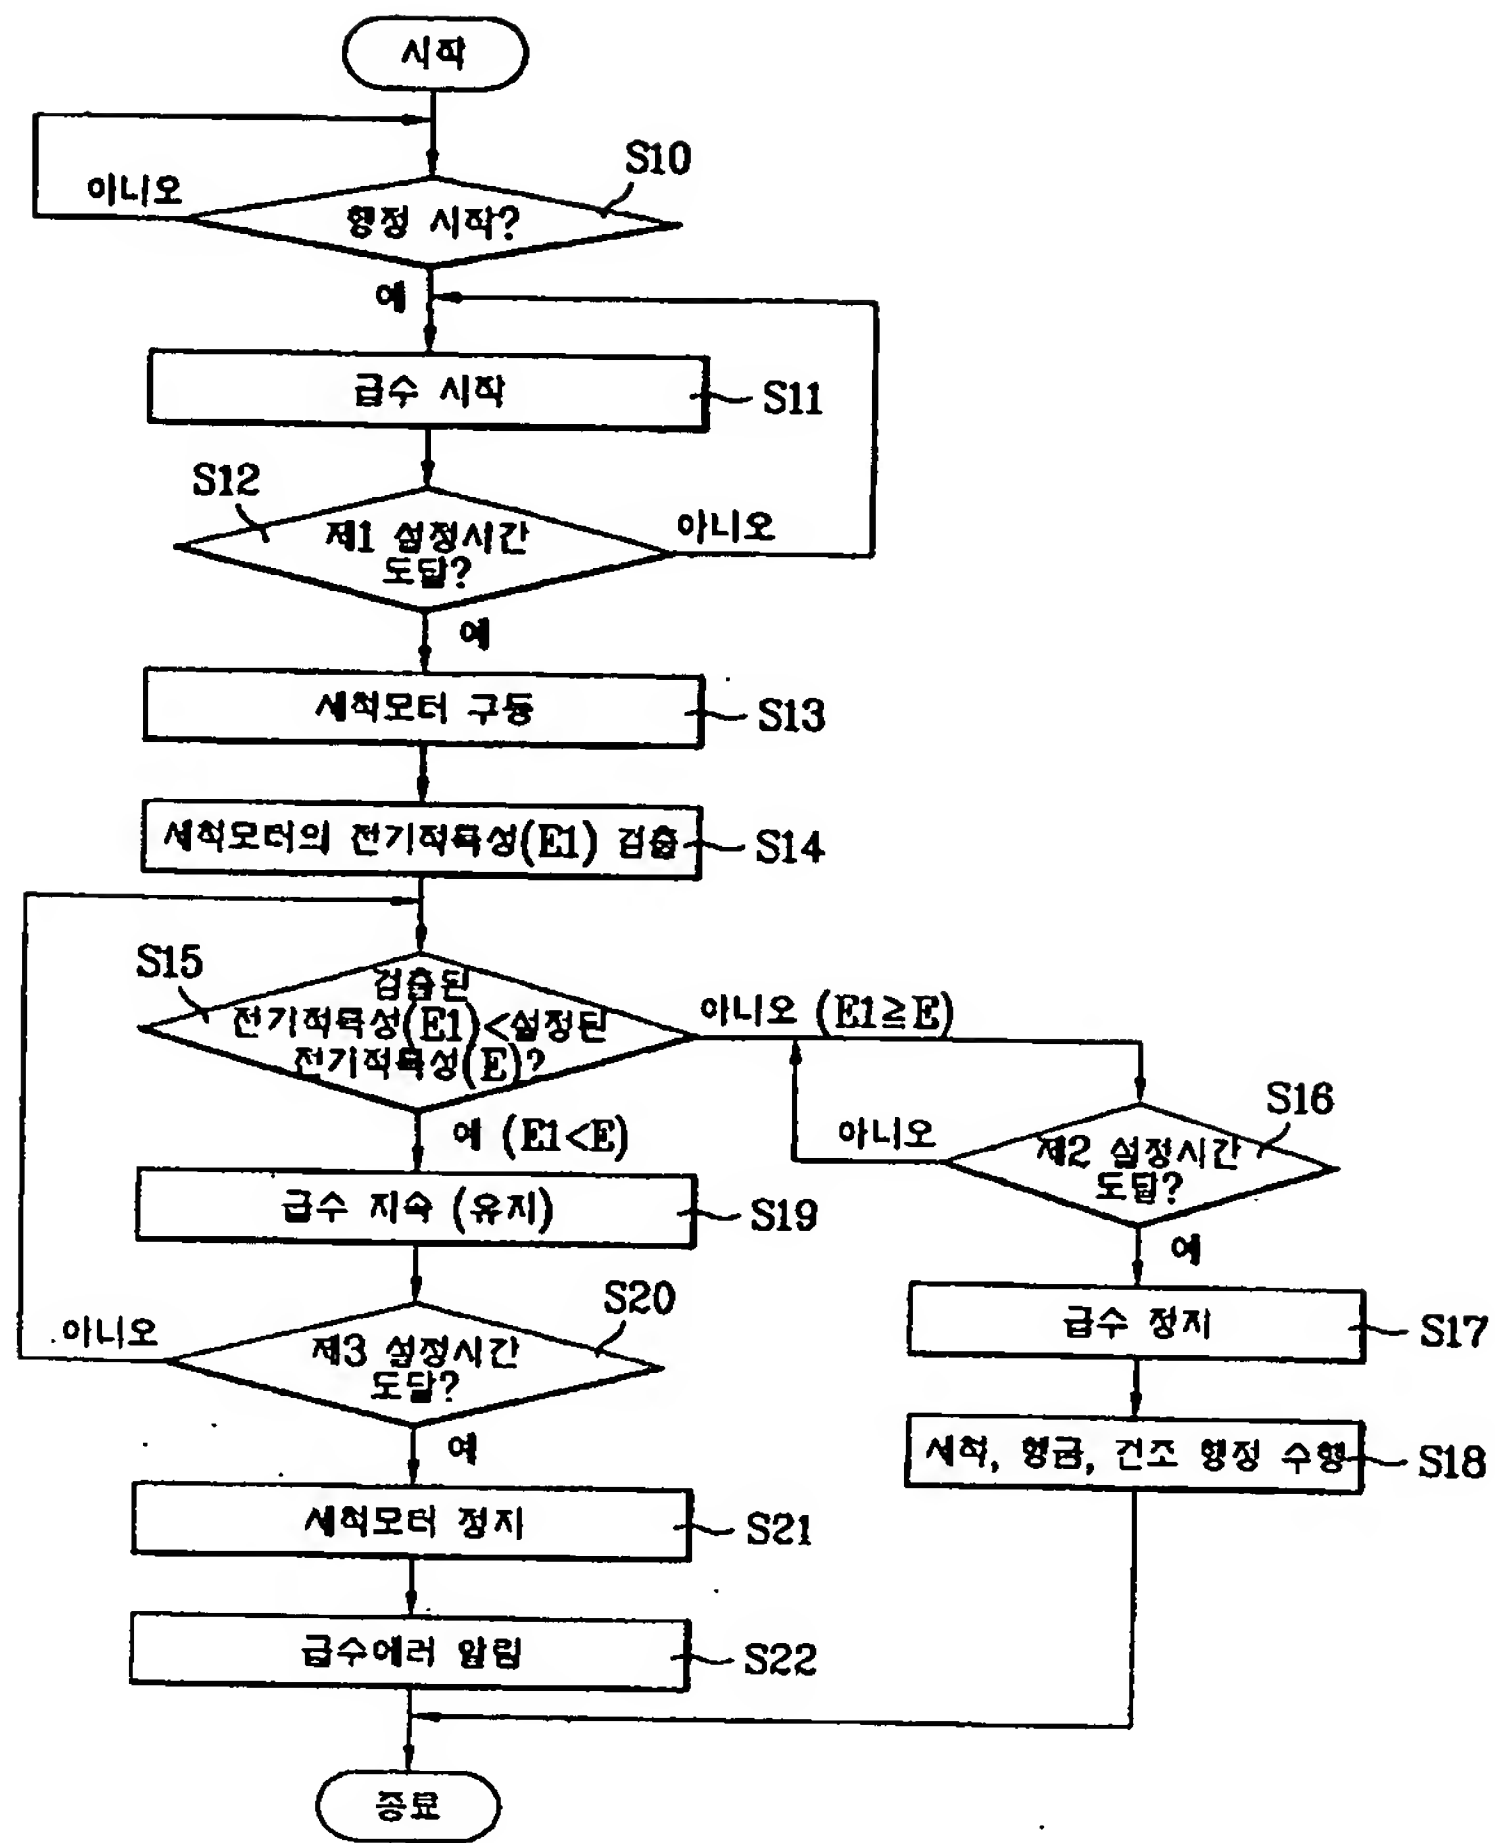 시작
S10
아니오
행정 시작?
예
급수 시작
S11
S12
제1 설정시간
도달?
아니오
예
세척모터 구동
S13
세척모터의 전기적특성(E1) 검출
S14
S15
검출된
전기적특성(E1)<설정된
전기적특성(E)?
아니오 (E1≧E)
예 (E1<E)
S16
아니오
제2 설정시간
도달?
예
급수 지속 (유지)
S19
급수 정지
S17
S20
아니오
제3 설정시간
도달?
예
세척, 헹굼, 건조 행정 수행
S18
세척모터 정지
S21
급수에러 알림
S22
종료